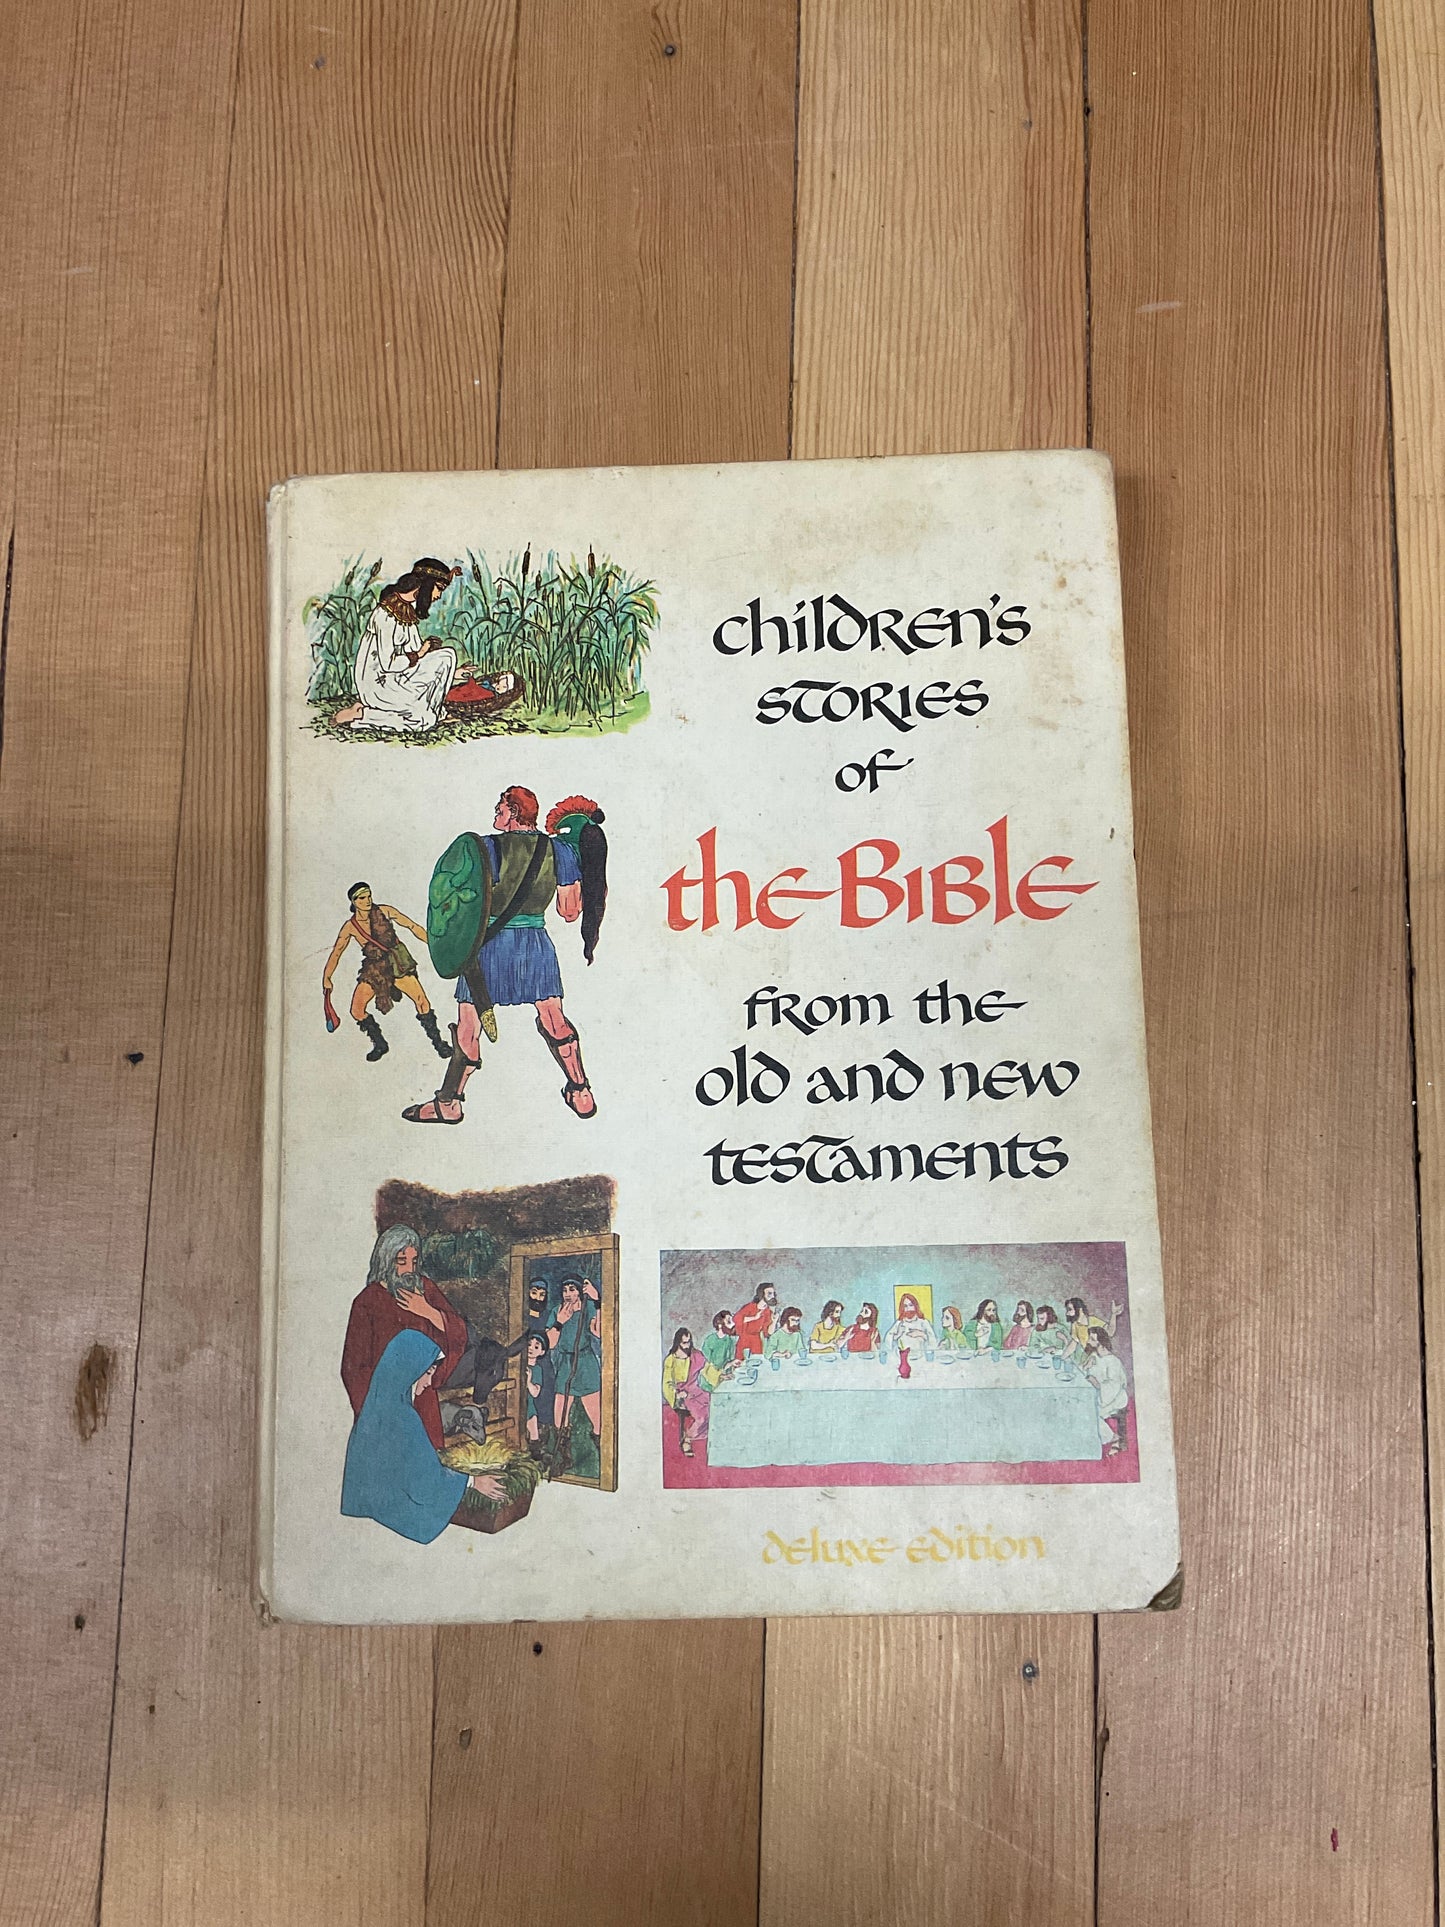 children's
stories
of
the Bible
from the
old and new
testaments
deluxe edition